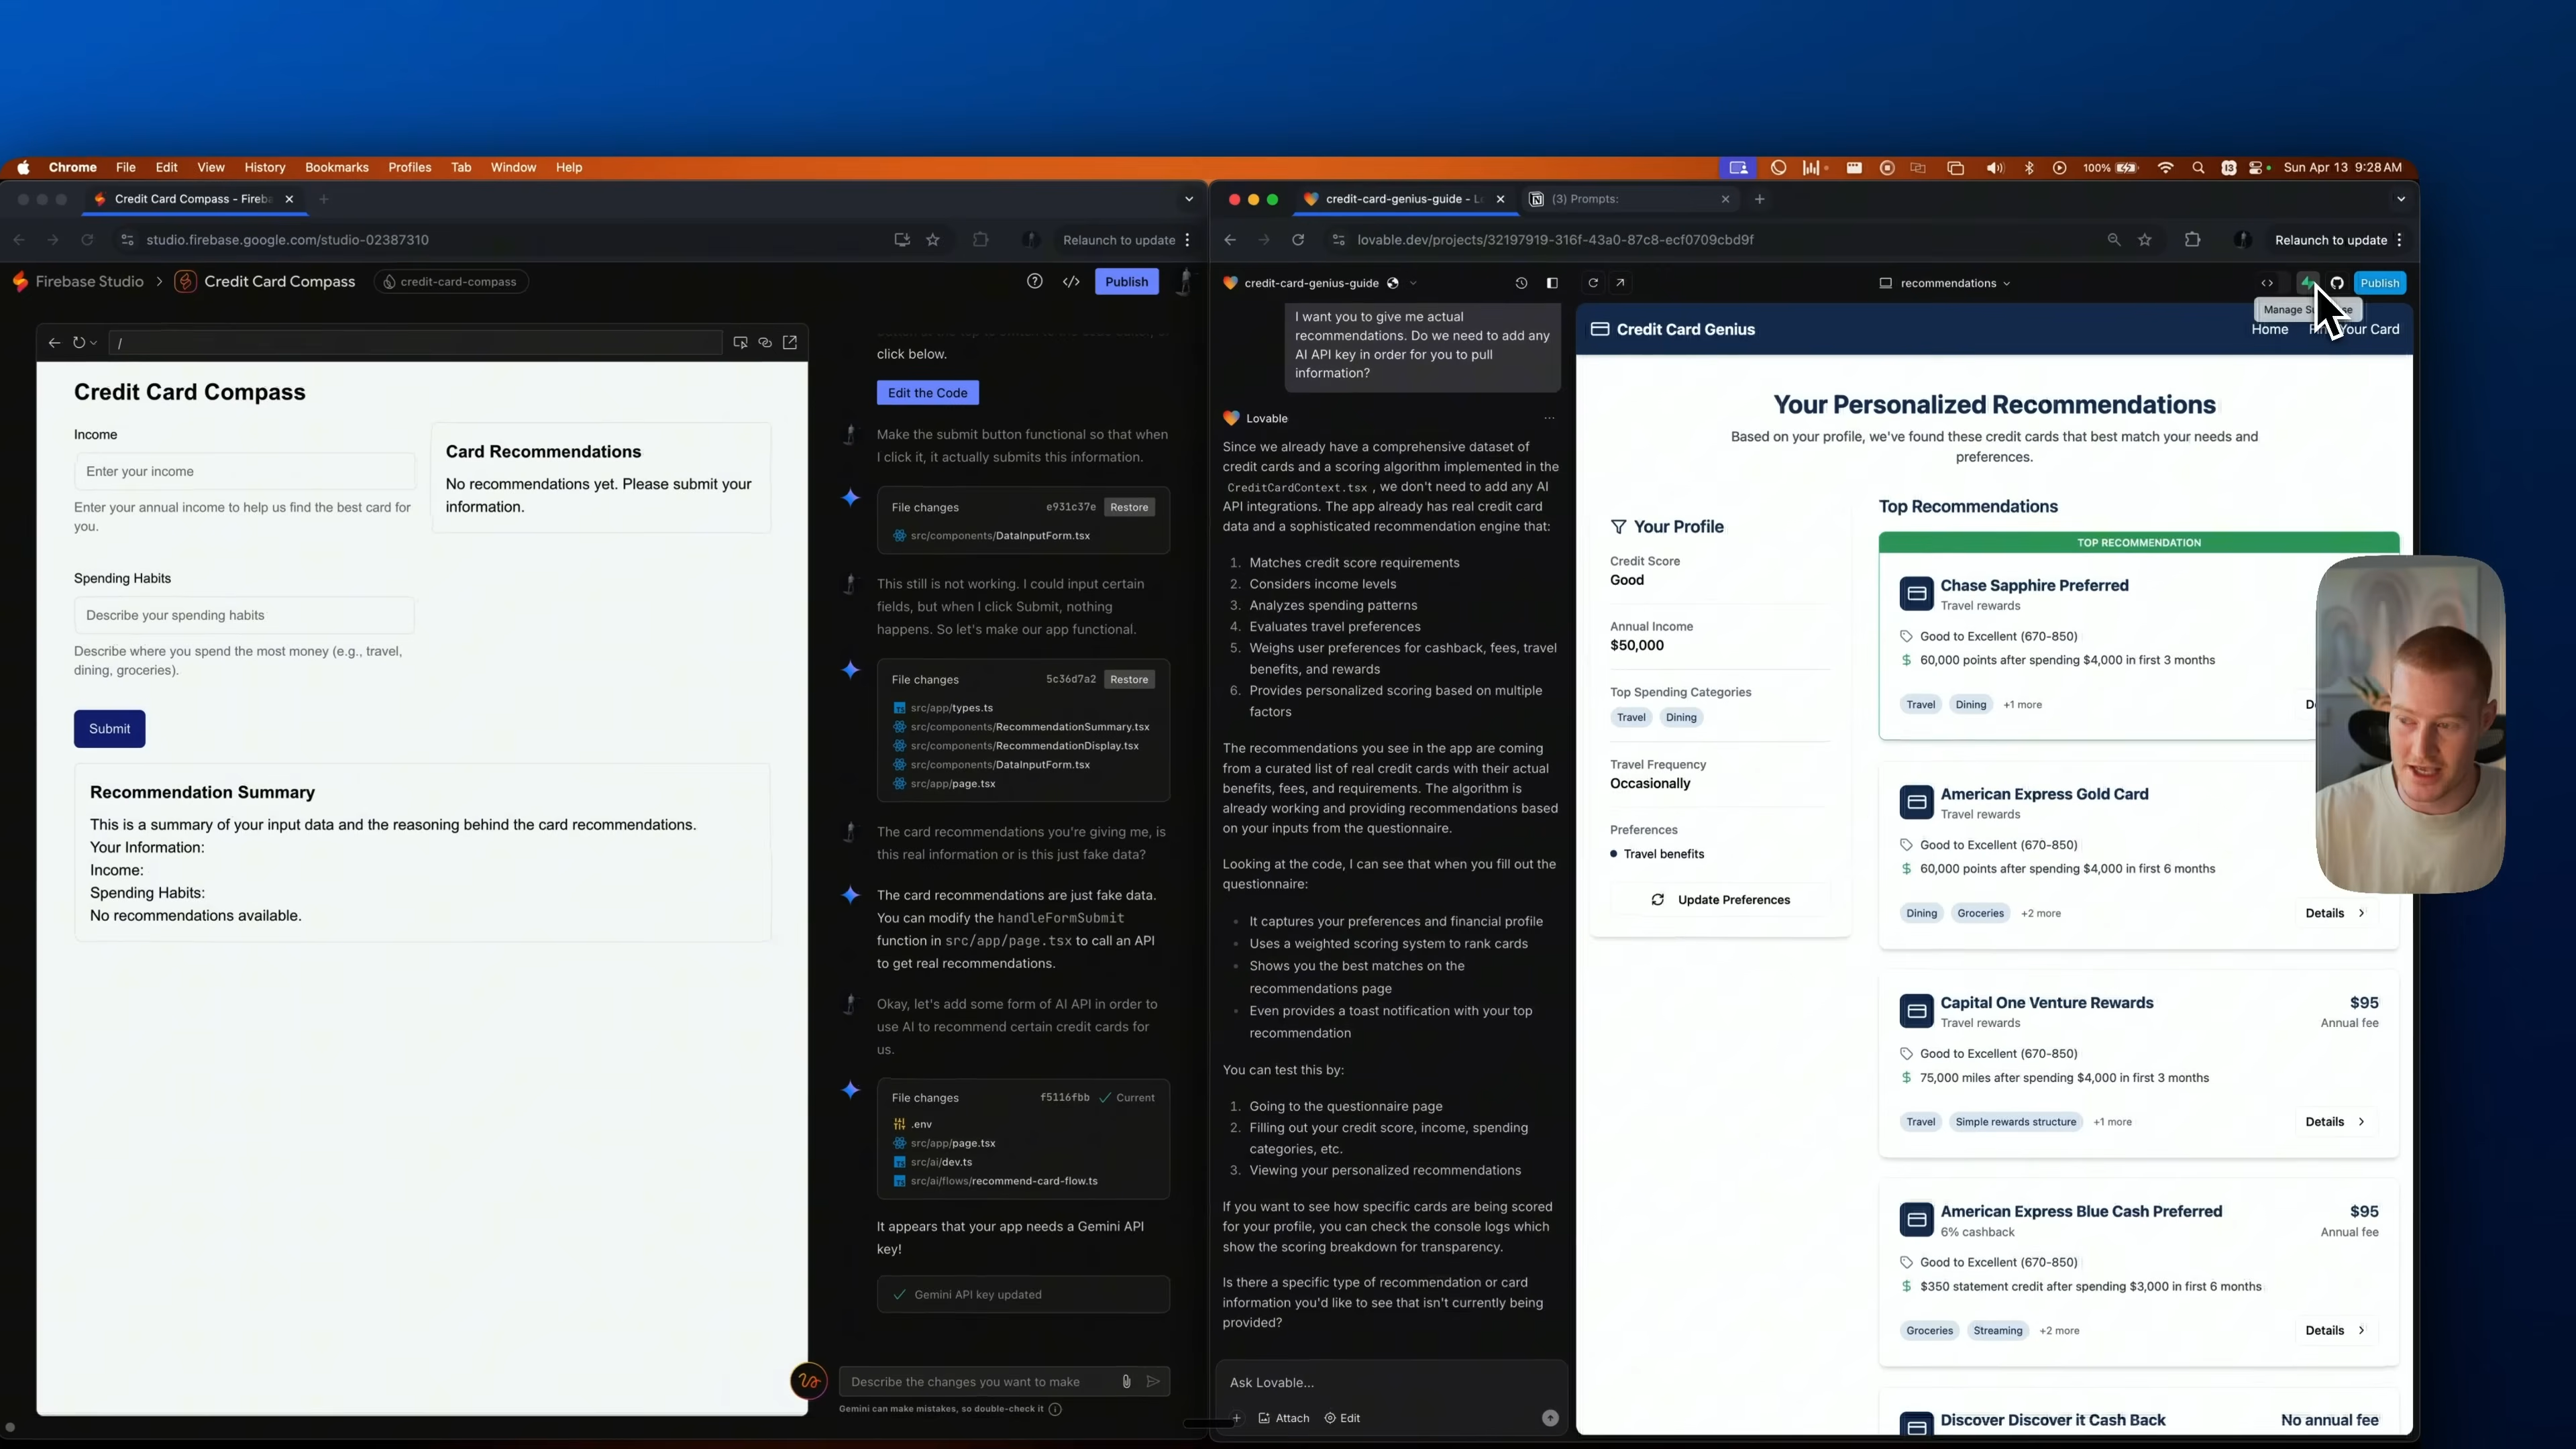 Chrome File Edit View History Bookmarks Profiles Tab Window Help
100% 13 Sun Apr 13 9:28 AM
Credit Card Compass - Fireb
studio.firebase.google.com/studio-02387310
Relaunch to update
Firebase Studio > Credit Card Compass credit-card-compass
Publish
/
Credit Card Compass
Income
Enter your income
Enter your annual income to help us find the best card for
you.
Spending Habits
Describe your spending habits
Describe where you spend the most money (e.g., travel,
dining, groceries).
Submit
Card Recommendations
No recommendations yet. Please submit your
information.
Recommendation Summary
This is a summary of your input data and the reasoning behind the card recommendations.
Your Information:
Income:
Spending Habits:
No recommendations available.
click below.
Edit the Code
Make the submit button functional so that when
I click it, it actually submits this information.
File changes e931c37e Restore
src/components/DataInputForm.tsx
This still is not working. I could input certain
fields, but when I click Submit, nothing
happens. So let's make our app functional.
File changes 5c36d7a2 Restore
src/app/types.ts
src/components/RecommendationSummary.tsx
src/components/RecommendationDisplay.tsx
src/components/DataInputForm.tsx
src/app/page.tsx
The card recommendations you're giving me, is
this real information or is this just fake data?
The card recommendations are just fake data.
You can modify the handleFormSubmit
function in src/app/page.tsx to call an API
to get real recommendations.
Okay, let's add some form of AI API in order to
use AI to recommend certain credit cards for
us.
File changes f5116fbb Current
.env
src/app/page.tsx
src/ai/dev.ts
src/ai/flows/recommend-card-flow.ts
It appears that your app needs a Gemini API
key!
Gemini API key updated
Describe the changes you want to make
Gemini can make mistakes, so double-check it
credit-card-genius-guide - L
(3) Prompts:
lovable.dev/projects/32197919-316f-43a0-87c8-ecf0709cbd9f
Relaunch to update
credit-card-genius-guide
recommendations
Publish
Manage S
I want you to give me actual
recommendations. Do we need to add any
AI API key in order for you to pull
information?
Lovable
Since we already have a comprehensive dataset of
credit cards and a scoring algorithm implemented in the
CreditCardContext.tsx , we don't need to add any AI
API integrations. The app already has real credit card
data and a sophisticated recommendation engine that:
1. Matches credit score requirements
2. Considers income levels
3. Analyzes spending patterns
4. Evaluates travel preferences
5. Weighs user preferences for cashback, fees, travel
benefits, and rewards
6. Provides personalized scoring based on multiple
factors
The recommendations you see in the app are coming
from a curated list of real credit cards with their actual
benefits, fees, and requirements. The algorithm is
already working and providing recommendations based
on your inputs from the questionnaire.
Looking at the code, I can see that when you fill out the
questionnaire:
It captures your preferences and financial profile
Uses a weighted scoring system to rank cards
Shows you the best matches on the
recommendations page
Even provides a toast notification with your top
recommendation
You can test this by:
1. Going to the questionnaire page
2. Filling out your credit score, income, spending
categories, etc.
3. Viewing your personalized recommendations
If you want to see how specific cards are being scored
for your profile, you can check the console logs which
show the scoring breakdown for transparency.
Is there a specific type of recommendation or card
information you'd like to see that isn't currently being
provided?
Ask Lovable...
Attach Edit
Credit Card Genius
Home Your Card
Your Personalized Recommendations
Based on your profile, we've found these credit cards that best match your needs and
preferences.
Your Profile
Credit Score
Good
Annual Income
$50,000
Top Spending Categories
Travel Dining
Travel Frequency
Occasionally
Preferences
Travel benefits
Update Preferences
Top Recommendations
TOP RECOMMENDATION
Chase Sapphire Preferred
Travel rewards
Good to Excellent (670-850)
$ 60,000 points after spending $4,000 in first 3 months
Travel Dining +1 more
American Express Gold Card
Travel rewards
Good to Excellent (670-850)
$ 60,000 points after spending $4,000 in first 6 months
Dining Groceries +2 more Details
Capital One Venture Rewards $95
Travel rewards Annual fee
Good to Excellent (670-850)
$ 75,000 miles after spending $4,000 in first 3 months
Travel Simple rewards structure +1 more Details
American Express Blue Cash Preferred $95
6% cashback Annual fee
Good to Excellent (670-850)
$ $350 statement credit after spending $3,000 in first 6 months
Groceries Streaming +2 more Details
Discover Discover it Cash Back No annual fee